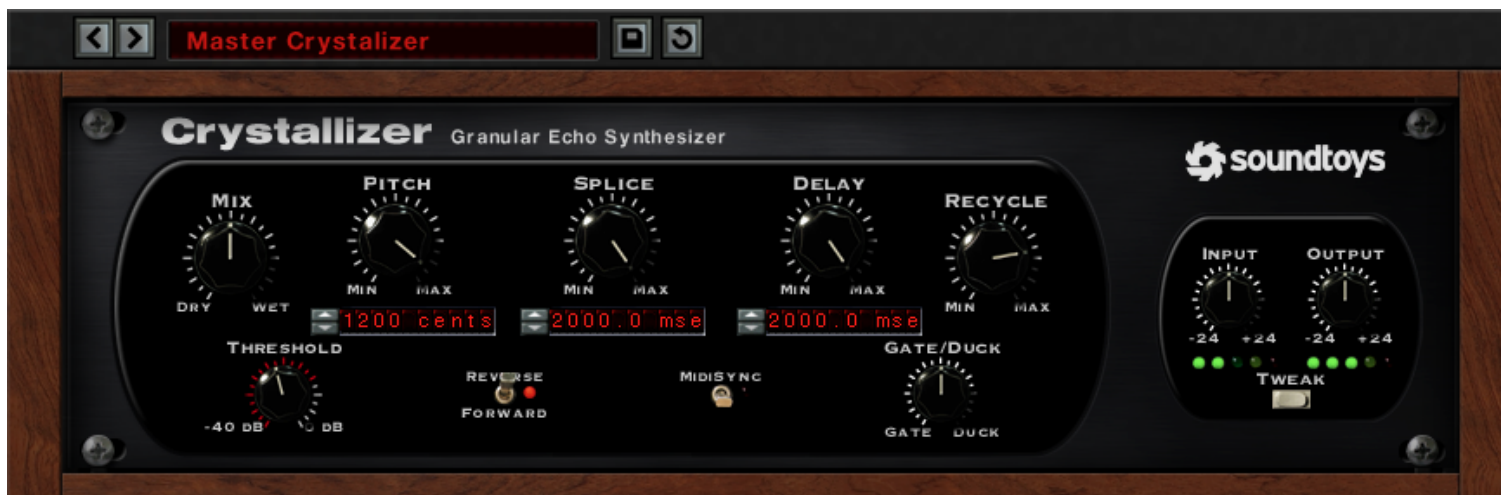 Master Crystalizer
Crystallizer Granular Echo Synthesizer
soundtoys
MIX
PITCH
SPLICE
DELAY
RECYCLE
DRY WET
MIN MAX
MIN MAX
MIN MAX
MIN MAX
1200 cents
2000.0 mse
2000.0 mse
THRESHOLD
-40 dB 0 dB
REVERSE
FORWARD
MIDISYNC
GATE/DUCK
GATE DUCK
INPUT
OUTPUT
-24 +24
-24 +24
TWEAK